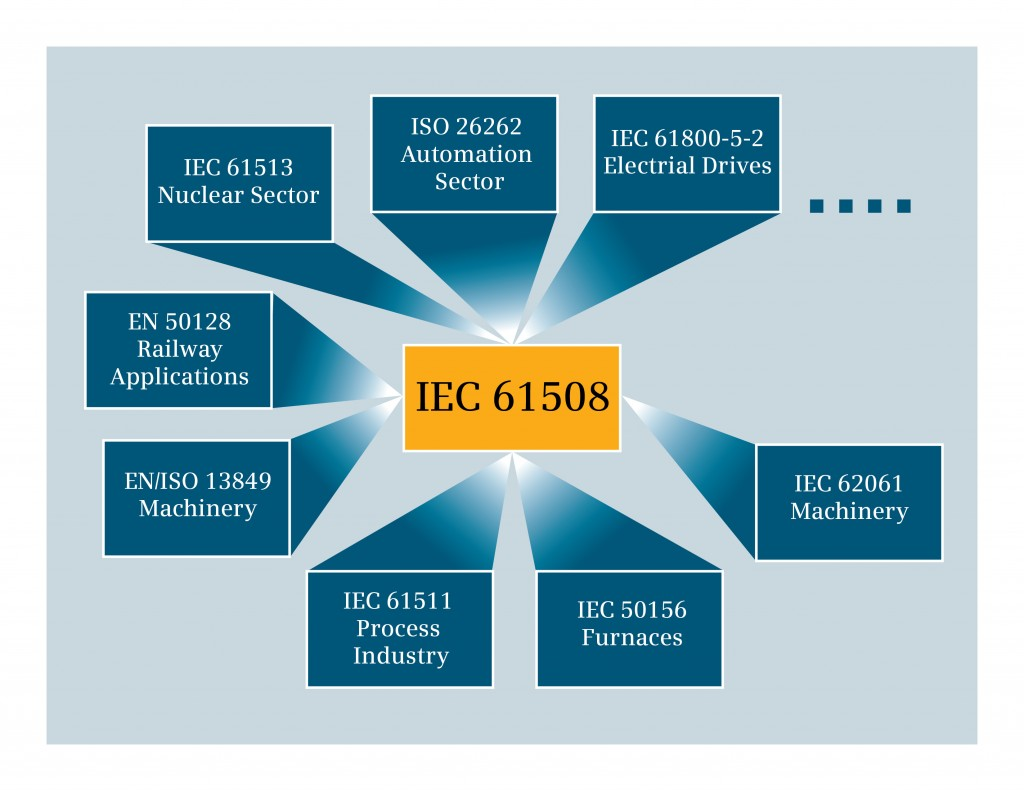 IEC 61513
Nuclear Sector
ISO 26262
Automation
Sector
IEC 61800-5-2
Electrial Drives
EN 50128
Railway
Applications
IEC 61508
EN/ISO 13849
Machinery
IEC 62061
Machinery
IEC 61511
Process
Industry
IEC 50156
Furnaces